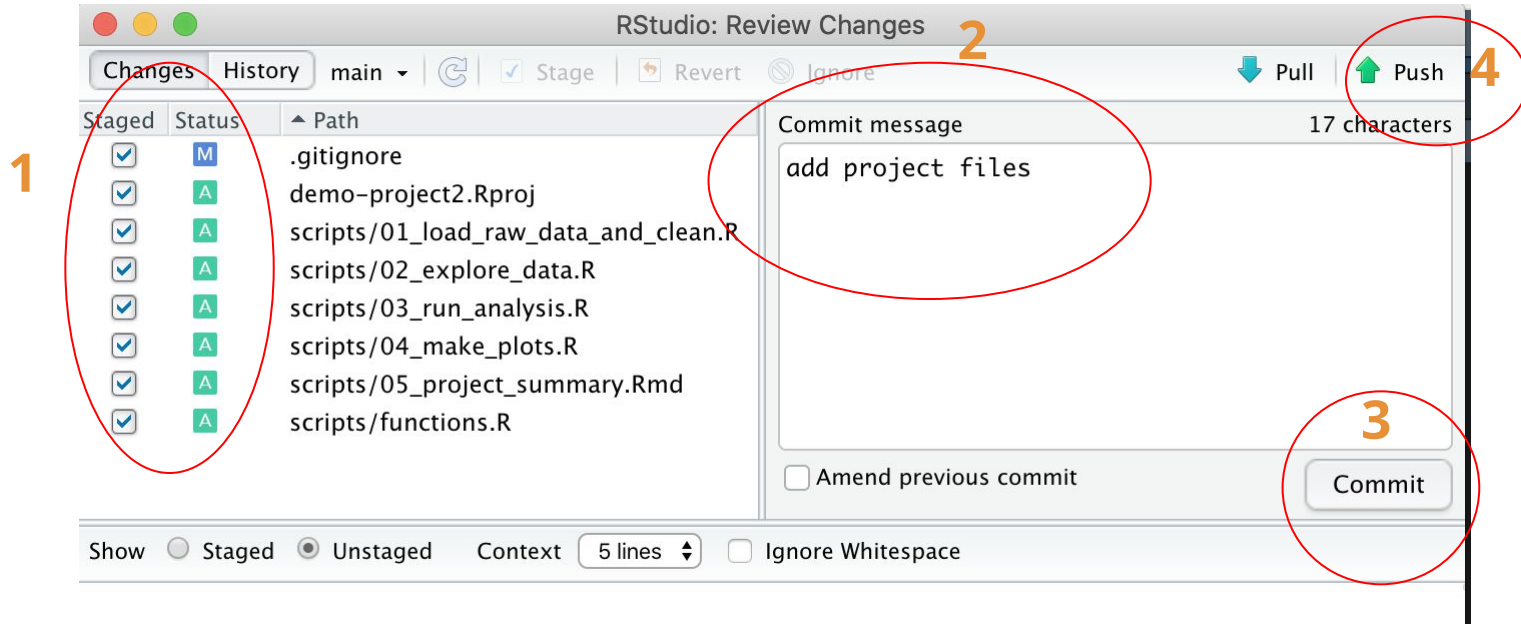 RStudio: Review Changes
2
Changes History main Stage Revert Ignore Pull Push 4
Staged Status Path
Commit message 17 characters
1
M .gitignore
A demo-project2.Rproj
A scripts/01_load_raw_data_and_clean.R
A scripts/02_explore_data.R
A scripts/03_run_analysis.R
A scripts/04_make_plots.R
A scripts/05_project_summary.Rmd
A scripts/functions.R
add project files
3
Amend previous commit Commit
Show Staged Unstaged Context 5 lines Ignore Whitespace